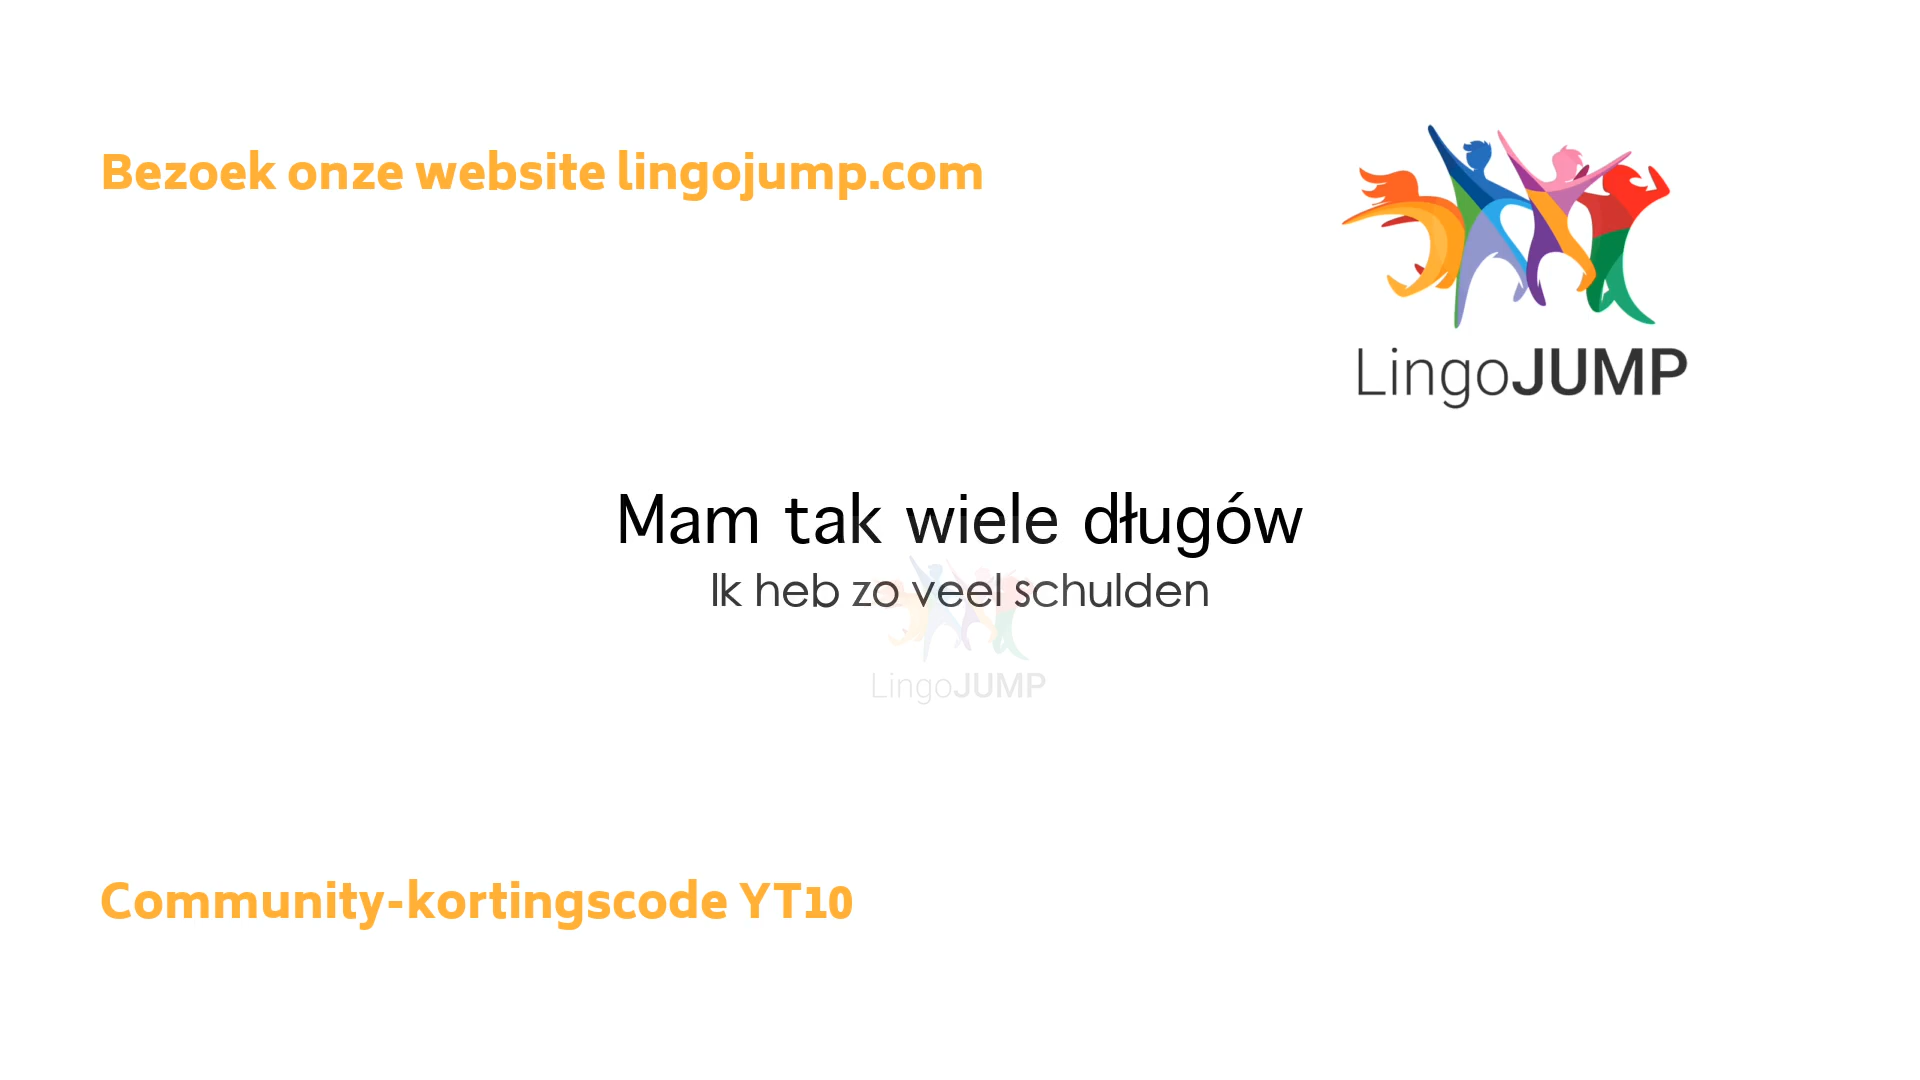 Bezoek onze website lingojump.com
LingoJUMP
Mam tak wiele długów
Ik heb zo veel schulden
LingoJUMP
Community-kortingscode YT10